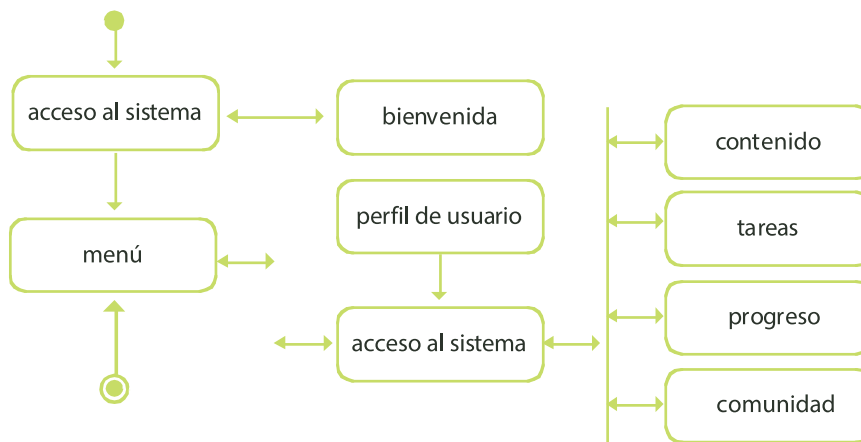 acceso al sistema
bienvenida
contenido
perfil de usuario
tareas
menú
progreso
acceso al sistema
comunidad